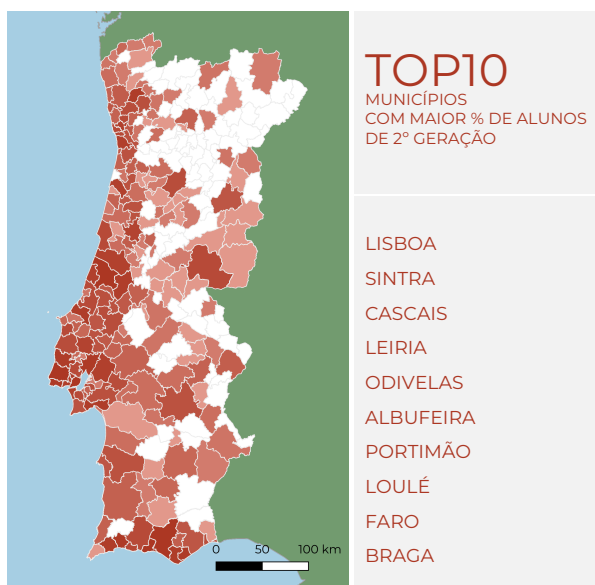 TOP10
MUNICÍPIOS
COM MAIOR % DE ALUNOS
DE 2º GERAÇÃO
LISBOA
SINTRA
CASCAIS
LEIRIA
ODIVELAS
ALBUFEIRA
PORTIMÃO
LOULÉ
FARO
BRAGA
0 50 100 km